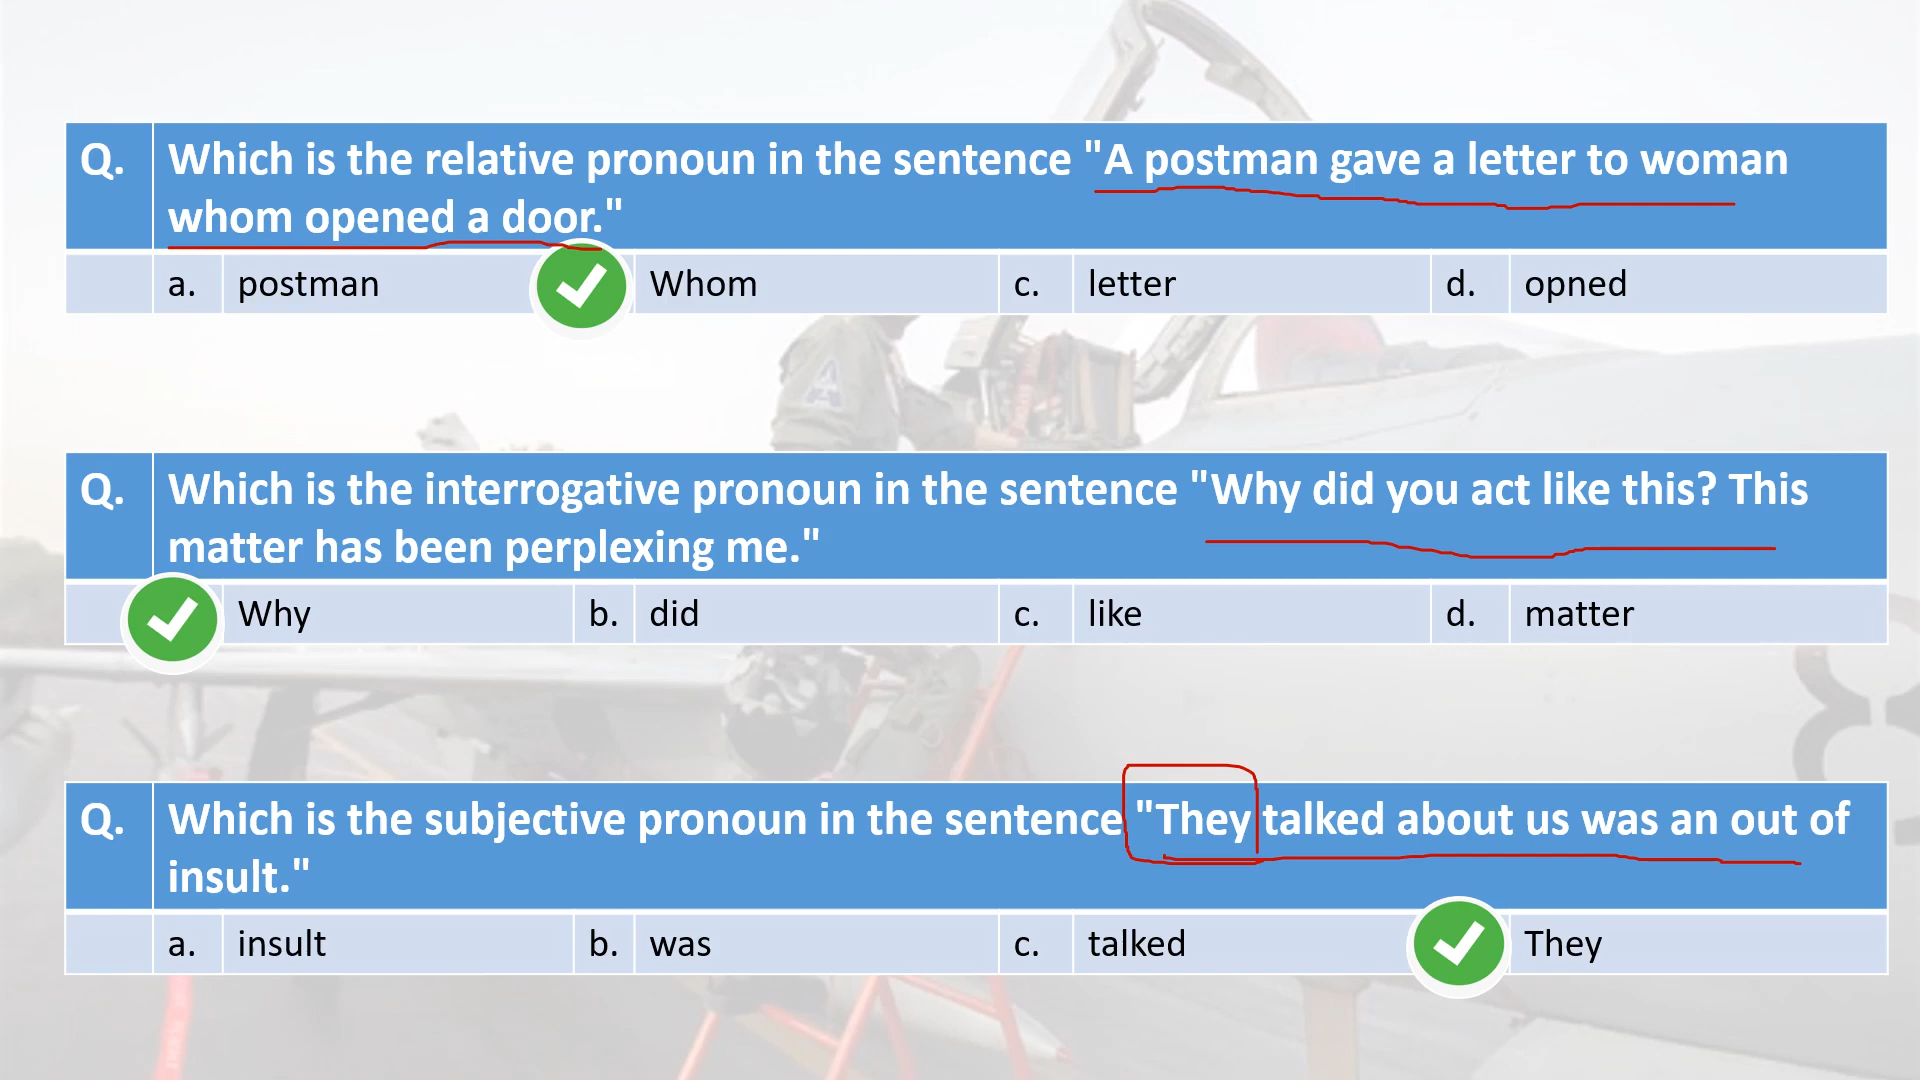 Q. Which is the relative pronoun in the sentence "A postman gave a letter to woman
whom opened a door."
a. postman Whom c. letter d. opned
Q. Which is the interrogative pronoun in the sentence "Why did you act like this? This
matter has been perplexing me."
Why b. did c. like d. matter
Q. Which is the subjective pronoun in the sentence "They talked about us was an out of
insult."
a. insult b. was c. talked They